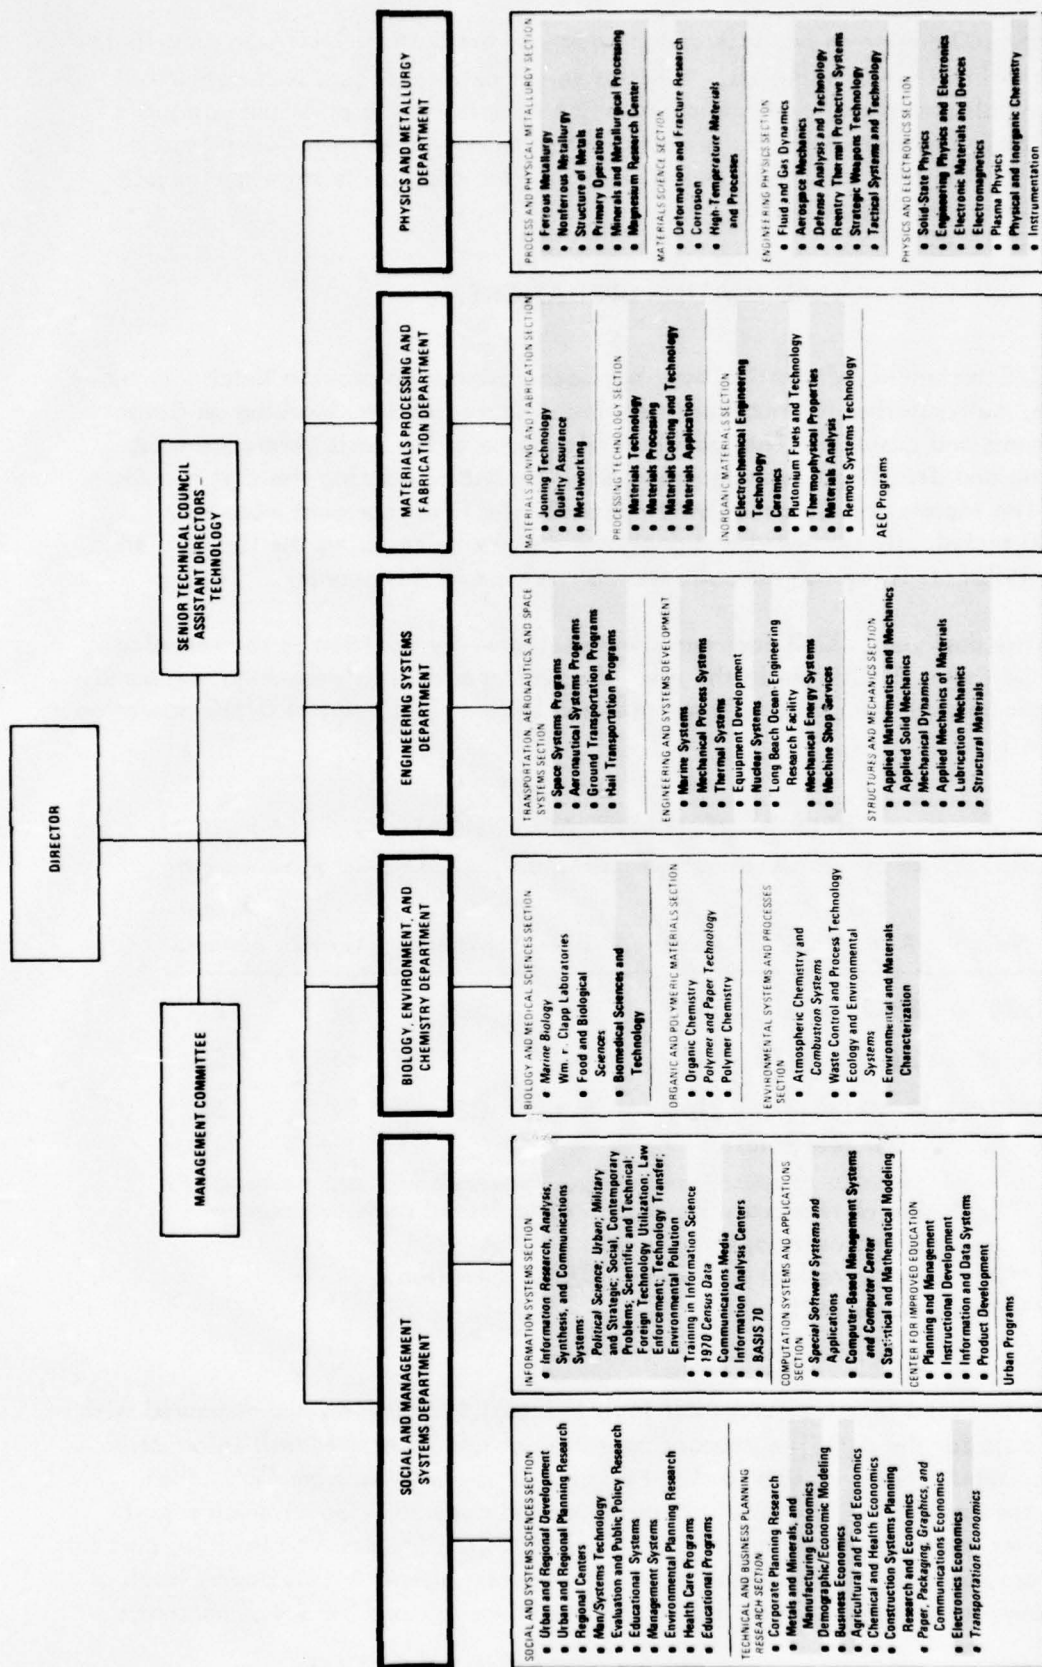 DIRECTOR
MANAGEMENT COMMITTEE
SENIOR TECHNICAL COUNCIL
ASSISTANT DIRECTORS –
TECHNOLOGY
SOCIAL AND MANAGEMENT
SYSTEMS DEPARTMENT
BIOLOGY, ENVIRONMENT, AND
CHEMISTRY DEPARTMENT
ENGINEERING SYSTEMS
DEPARTMENT
MATERIALS PROCESSING AND
FABRICATION DEPARTMENT
PHYSICS AND METALLURGY
DEPARTMENT
SOCIAL AND SYSTEMS SCIENCES SECTION
• Urban and Regional Development
• Urban and Regional Planning Research
• Regional Centers
• Man/Systems Technology
• Evaluation and Public Policy Research
• Educational Systems
• Management Systems
• Environmental Planning Research
• Health Care Programs
• Educational Programs
TECHNICAL AND BUSINESS PLANNING
RESEARCH SECTION
• Corporate Planning Research
• Metals and Minerals, and
Manufacturing Economics
• Demographic/Economic Modeling
• Business Economics
• Agricultural and Food Economics
• Chemical and Health Economics
• Construction Systems Planning
Research and Economics
• Paper, Packaging, Graphics, and
Communications Economics
• Electronics Economics
• Transportation Economics
INFORMATION SYSTEMS SECTION
• Information Research, Analysis,
Synthesis, and Communications
Systems:
Political Science; Urban; Military
and Strategic; Social, Contemporary
Problems; Scientific and Technical;
Foreign Technology Utilization; Law
Enforcement; Technology Transfer;
Environmental Pollution
• Training in Information Science
• 1970 Census Data
• Communications Media
• Information Analysis Centers
• BASIS 70
COMPUTATION SYSTEMS AND APPLICATIONS
SECTION
• Special Software Systems and
Applications
• Computer-Based Management Systems
and Computer Center
• Statistical and Mathematical Modeling
CENTER FOR IMPROVED EDUCATION
• Planning and Management
• Instructional Development
• Information and Data Systems
• Product Development
Urban Programs
BIOLOGY AND MEDICAL SCIENCES SECTION
• Marine Biology
Wm. r. Clapp Laboratories
• Food and Biological
Sciences
• Biomedical Sciences and
Technology
ORGANIC AND POLYMERIC MATERIALS SECTION
• Organic Chemistry
• Polymer and Paper Technology
• Polymer Chemistry
ENVIRONMENTAL SYSTEMS AND PROCESSES
SECTION
• Atmospheric Chemistry and
Combustion Systems
• Waste Control and Process Technology
• Ecology and Environmental
Systems
• Environmental and Materials
Characterization
TRANSPORTATION, AERONAUTICS, AND SPACE
SYSTEMS SECTION
• Space Systems Programs
• Aeronautical Systems Programs
• Ground Transportation Programs
• Rail Transportation Programs
ENGINEERING AND SYSTEMS DEVELOPMENT
• Marine Systems
• Mechanical Process Systems
• Thermal Systems
• Equipment Development
• Nuclear Systems
• Long Beach Ocean Engineering
Research Facility
• Mechanical Energy Systems
• Machine Shop Services
STRUCTURES AND MECHANICS SECTION
• Applied Mathematics and Mechanics
• Applied Solid Mechanics
• Mechanical Dynamics
• Applied Mechanics of Materials
• Lubrication Mechanics
• Structural Materials
MATERIALS JOINING AND FABRICATION SECTION
• Joining Technology
• Quality Assurance
• Metalworking
PROCESSING TECHNOLOGY SECTION
• Materials Technology
• Materials Processing
• Materials Coating and Technology
• Materials Application
INORGANIC MATERIALS SECTION
• Electrochemical Engineering
Technology
• Ceramics
• Plutonium Fuels and Technology
• Thermophysical Properties
• Materials Analysis
• Remote Systems Technology
AEC Programs
PROCESS AND PHYSICAL METALLURGY SECTION
• Ferrous Metallurgy
• Nonferrous Metallurgy
• Structure of Metals
• Primary Operations
• Minerals and Metallurgical Processing
• Magnesium Research Center
MATERIALS SCIENCE SECTION
• Deformation and Fracture Research
• Corrosion
• High-Temperature Materials
and Processes
ENGINEERING PHYSICS SECTION
• Fluid and Gas Dynamics
• Aerospace Mechanics
• Defense Analysis and Technology
• Reentry Thermal Protective Systems
• Strategic Weapons Technology
• Tactical Systems and Technology
PHYSICS AND ELECTRONICS SECTION
• Solid-State Physics
• Engineering Physics and Electronics
• Electronic Materials and Devices
• Electromagnetics
• Plasma Physics
• Physical and Inorganic Chemistry
• Instrumentation